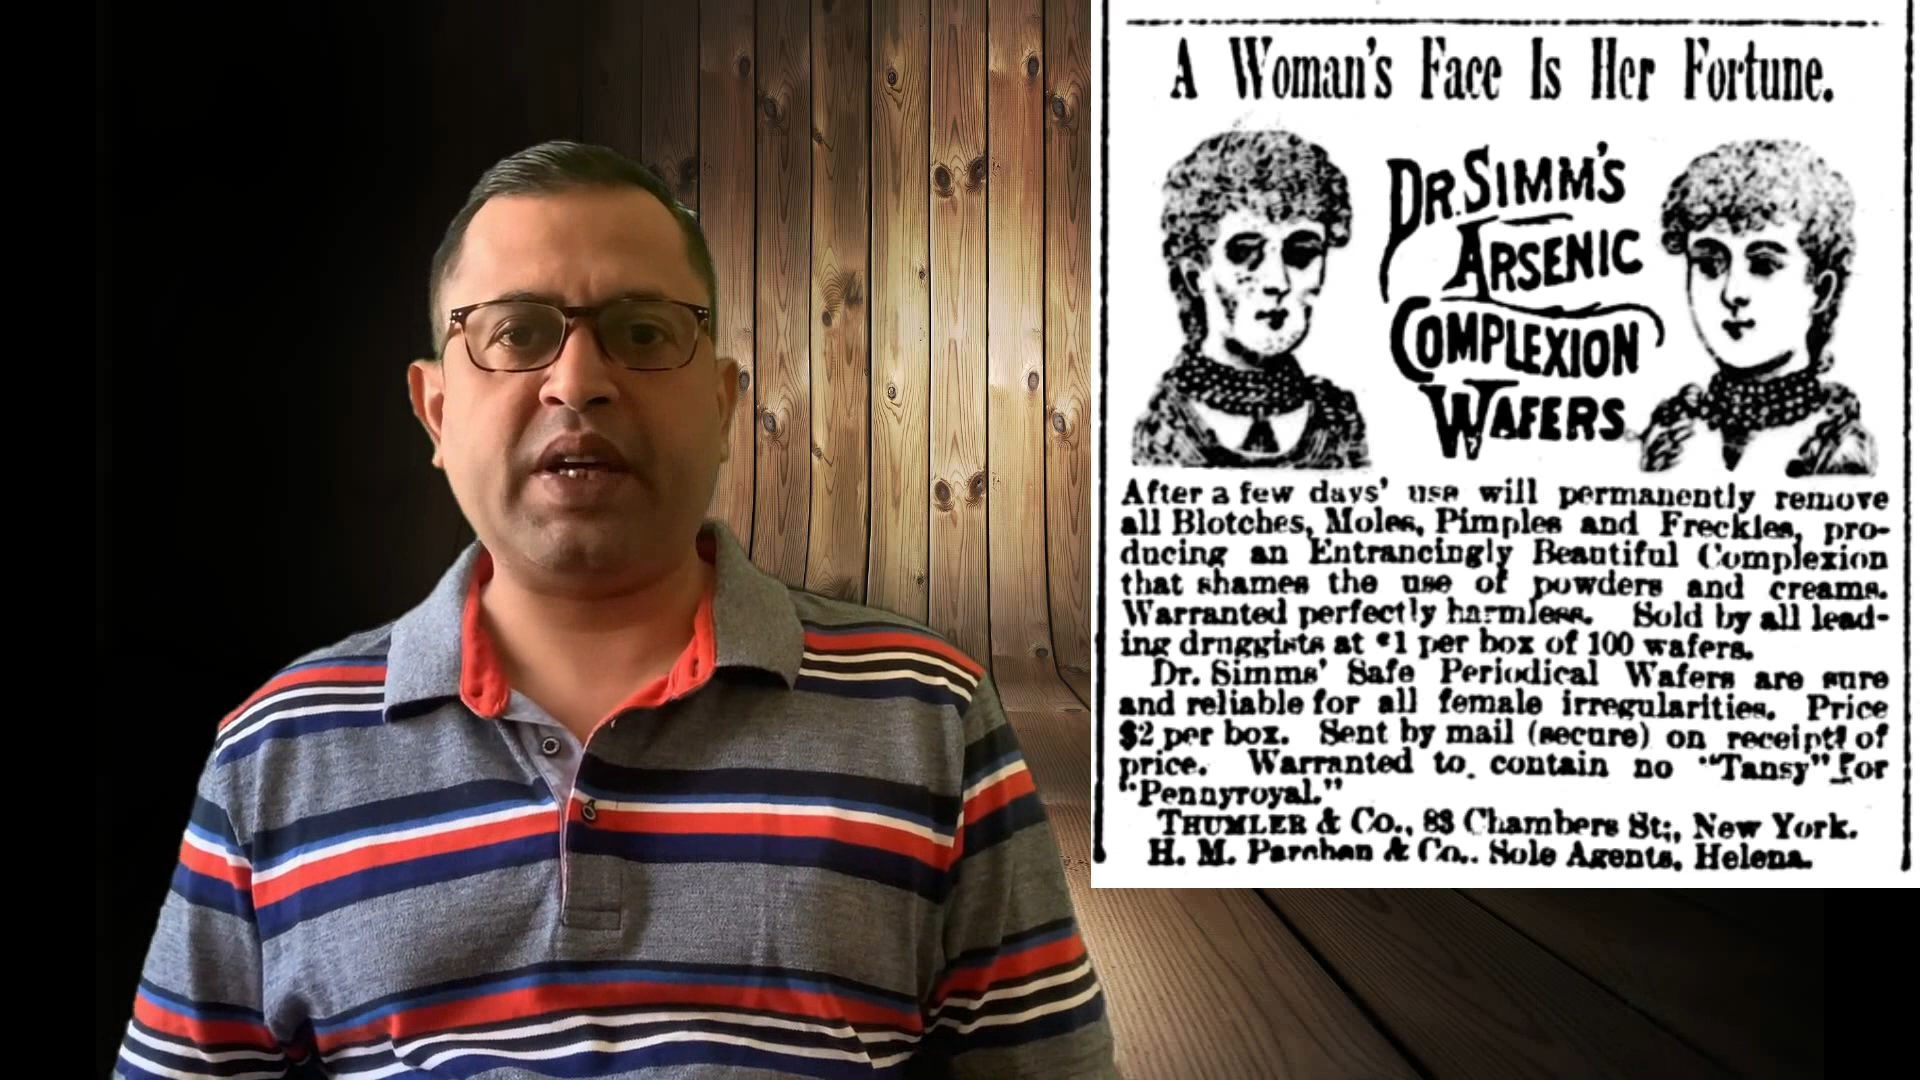 A Woman's Face Is Her Fortune.
DR. SIMM'S
ARSENIC
COMPLEXION
WAFERS
After a few days' use will permanently remove
all Blotches, Moles, Pimples and Freckles, pro-
ducing an Entrancingly Beautiful Complexion
that shames the use of powders and creams.
Warranted perfectly harmless. Sold by all lead-
ing druggists at $1 per box of 100 wafers.
Dr. Simms' Safe Periodical Wafers are sure
and reliable for all female irregularities. Price
$2 per box. Sent by mail (secure) on receipt of
price. Warranted to contain no "Tansy" or
"Pennyroyal."
THUMLER & Co., 83 Chambers St., New York.
H. M. Parchen & Co., Sole Agents, Helena.